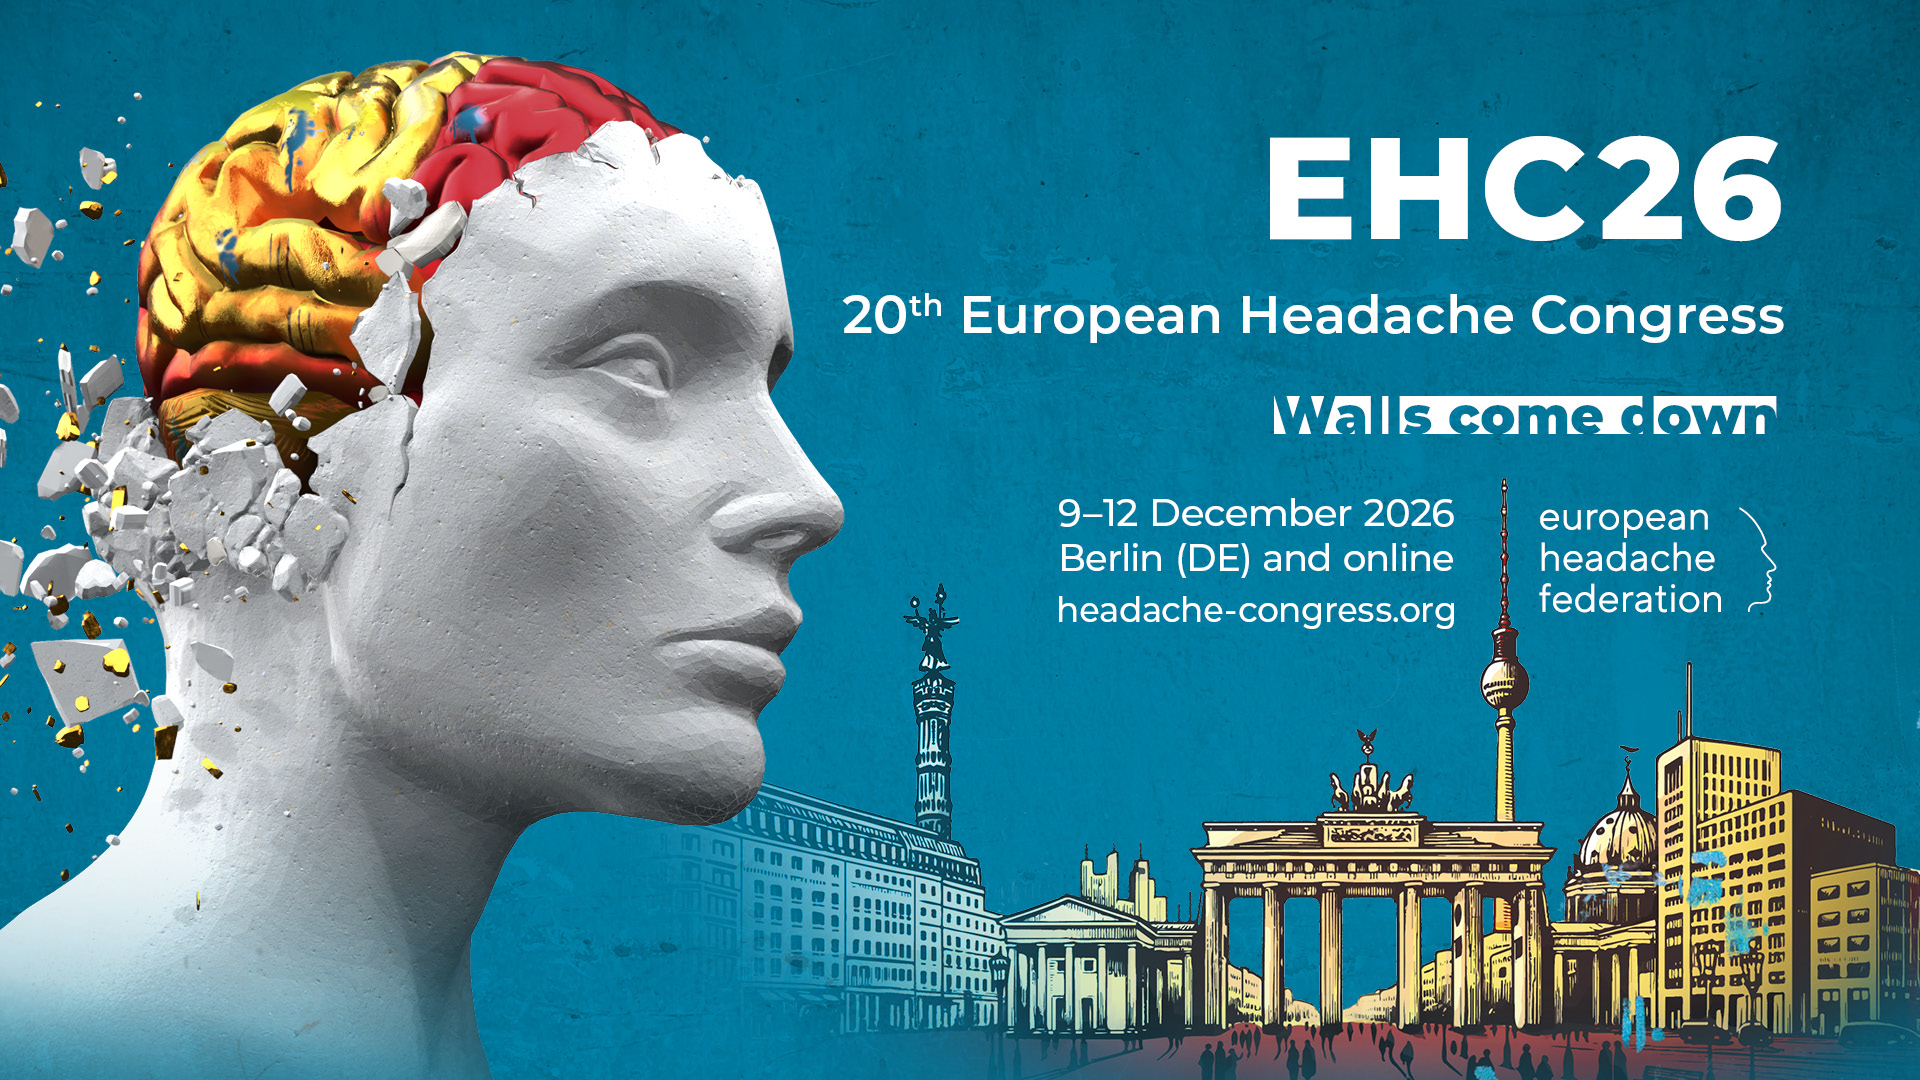 EHC26
20th European Headache Congress
Walls come down
9–12 December 2026
Berlin (DE) and online
headache-congress.org
european
headache
federation